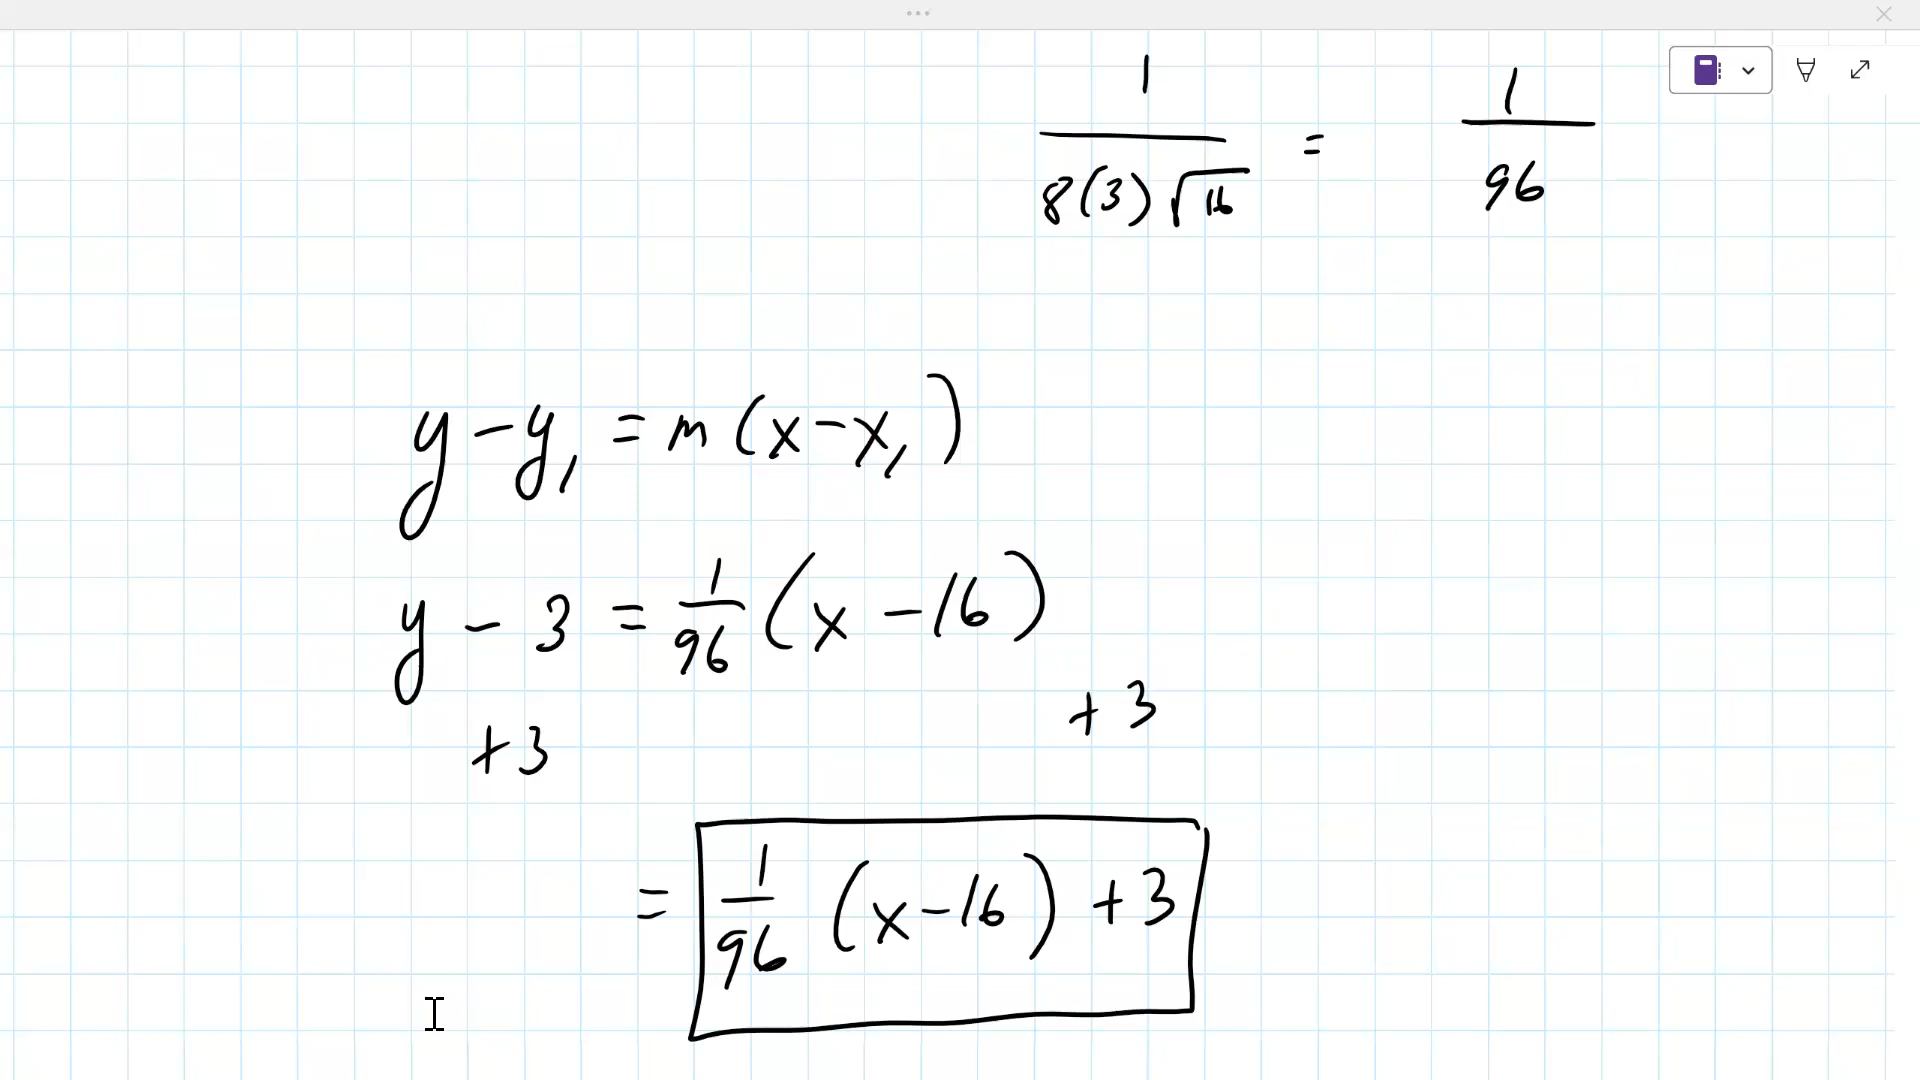 1/(8(3)√16) = 1/96
y - y₁ = m(x - x₁)
y - 3 = 1/96 (x - 16)
+3 +3
= 1/96 (x - 16) + 3